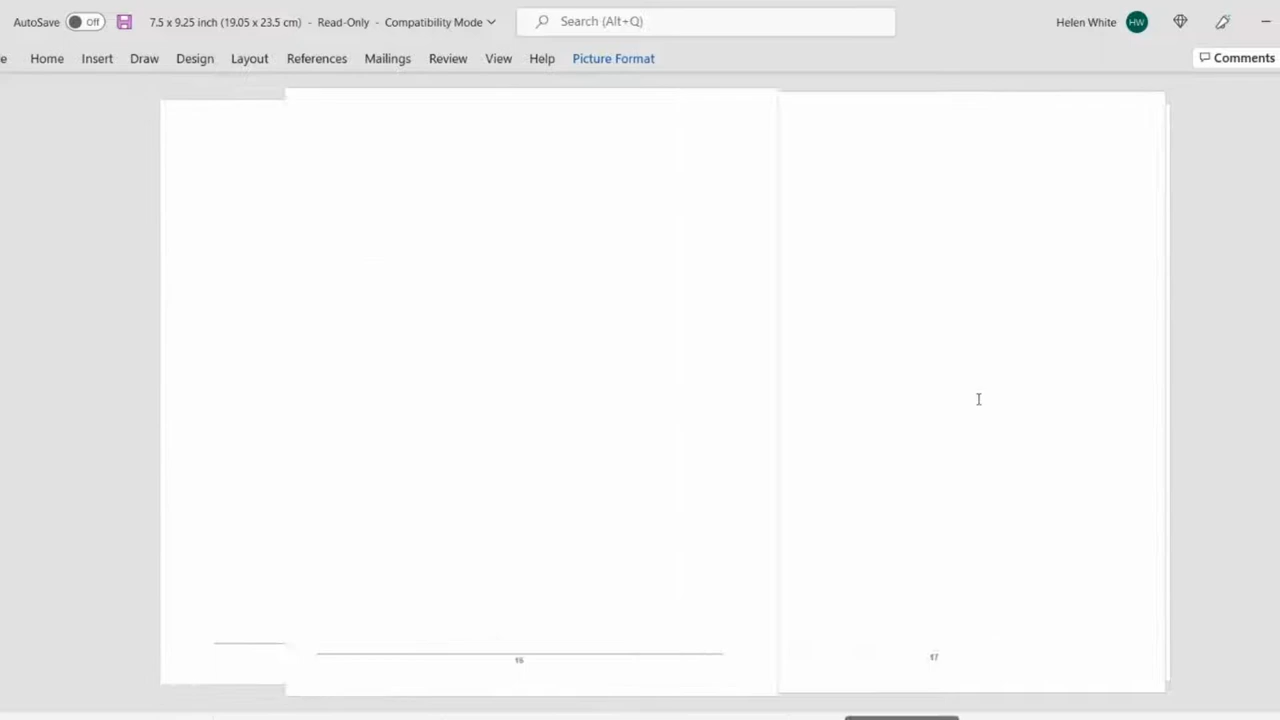 AutoSave Off 7.5 x 9.25 inch (19.05 x 23.5 cm) - Read-Only - Compatibility Mode Search (Alt+Q) Helen White HW
e Home Insert Draw Design Layout References Mailings Review View Help Picture Format Comments
16 17